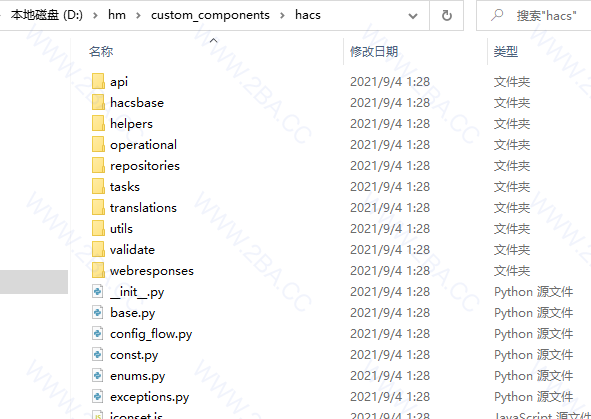 本地磁盘 (D:) › hm › custom_components › hacs 搜索"hacs"
名称 修改日期 类型
api 2021/9/4 1:28 文件夹
hacsbase 2021/9/4 1:28 文件夹
helpers 2021/9/4 1:28 文件夹
operational 2021/9/4 1:28 文件夹
repositories 2021/9/4 1:28 文件夹
tasks 2021/9/4 1:28 文件夹
translations 2021/9/4 1:28 文件夹
utils 2021/9/4 1:28 文件夹
validate 2021/9/4 1:28 文件夹
webresponses 2021/9/4 1:28 文件夹
__init__.py 2021/9/4 1:28 Python 源文件
base.py 2021/9/4 1:28 Python 源文件
config_flow.py 2021/9/4 1:28 Python 源文件
const.py 2021/9/4 1:28 Python 源文件
enums.py 2021/9/4 1:28 Python 源文件
exceptions.py 2021/9/4 1:28 Python 源文件
iconset.js 2021/9/4 1:28 JavaScript 源文件
WWW.2BA.CC